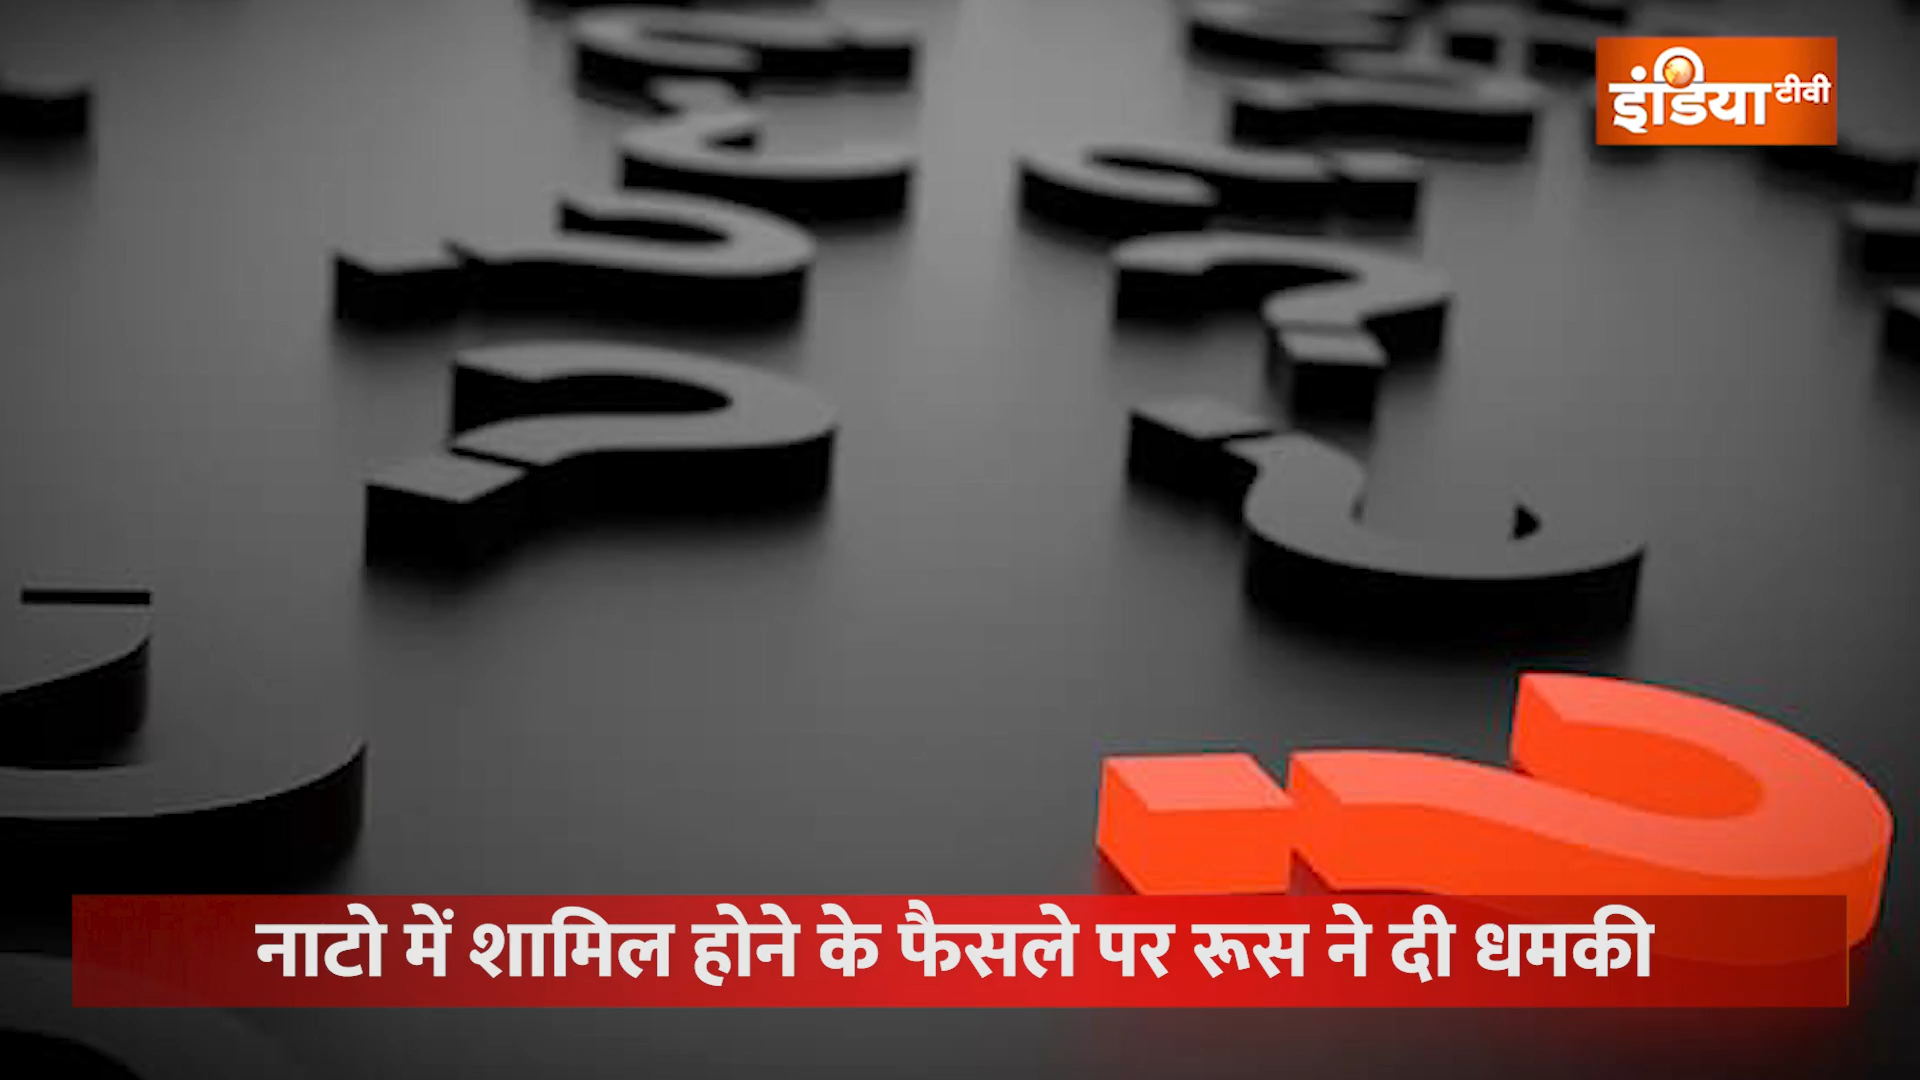 इंडिया टीवी
नाटो में शामिल होने के फैसले पर रूस ने दी धमकी